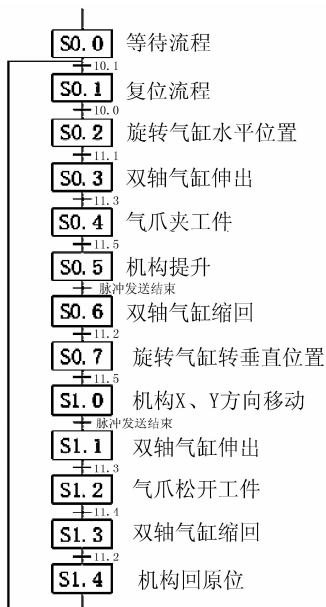 S0.0 等待流程
10.1
S0.1 复位流程
10.0
S0.2 旋转气缸水平位置
11.1
S0.3 双轴气缸伸出
11.3
S0.4 气爪夹工件
11.5
S0.5 机构提升
脉冲发送结束
S0.6 双轴气缸缩回
11.2
S0.7 旋转气缸转垂直位置
11.5
S1.0 机构X、Y方向移动
脉冲发送结束
S1.1 双轴气缸伸出
11.3
S1.2 气爪松开工件
11.4
S1.3 双轴气缸缩回
11.2
S1.4 机构回原位